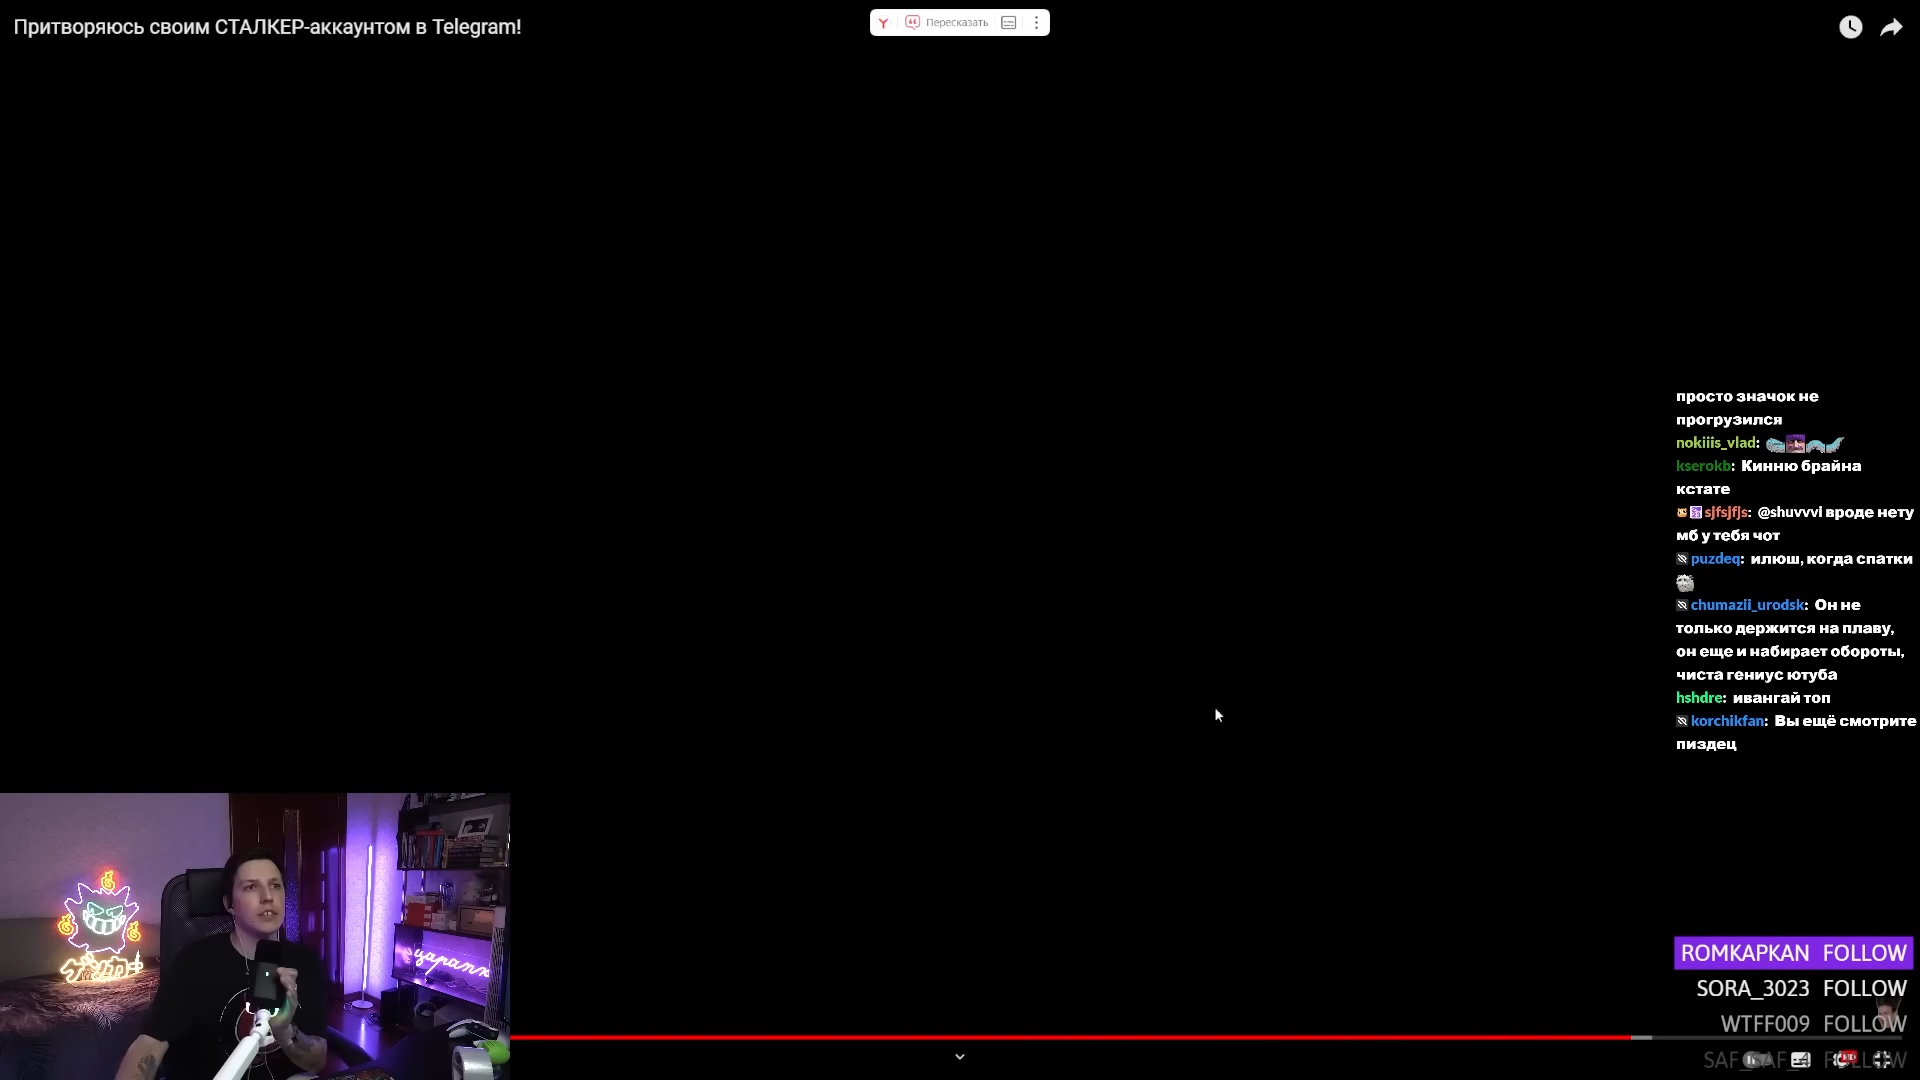 Притворяюсь своим СТАЛКЕР-аккаунтом в Telegram!
Пересказать
просто значок не
прогрузился
nokiiis_vlad:
kserokb: Кинню брайна
кстате
sjfsjfjs: @shuvvvi вроде нету
мб у тебя чот
puzdeq: илюш, когда спатки
chumazii_urodsk: Он не
только держится на плаву,
он еще и набирает обороты,
чиста гениус ютуба
hshdre: ивангай топ
korchikfan: Вы ещё смотрите
пиздец
ROMKAPKAN FOLLOW
SORA_3023 FOLLOW
WTFF009 FOLLOW
FOLLOW